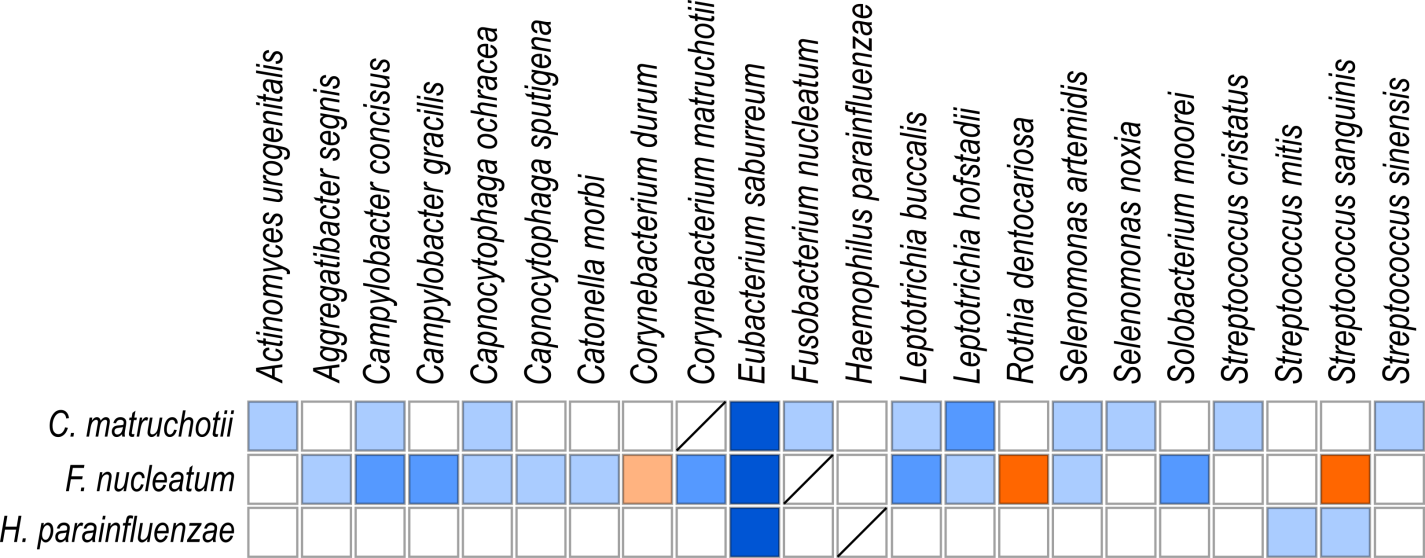 Actinomyces urogenitalis
Aggregatibacter segnis
Campylobacter concisus
Campylobacter gracilis
Capnocytophaga ochracea
Capnocytophaga sputigena
Catonella morbi
Corynebacterium durum
Corynebacterium matruchotii
Eubacterium saburreum
Fusobacterium nucleatum
Haemophilus parainfluenzae
Leptotrichia buccalis
Leptotrichia hofstadii
Rothia dentocariosa
Selenomonas artemidis
Selenomonas noxia
Solobacterium moorei
Streptococcus cristatus
Streptococcus mitis
Streptococcus sanguinis
Streptococcus sinensis
C. matruchotii
F. nucleatum
H. parainfluenzae